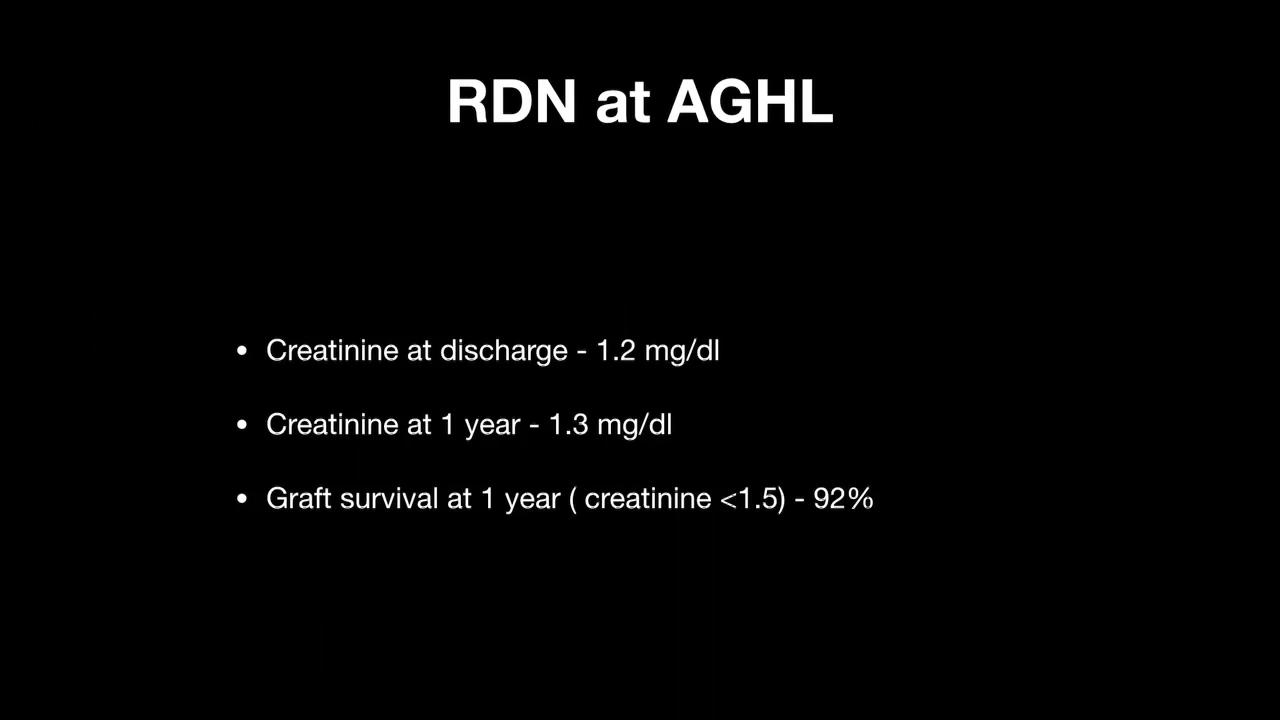 RDN at AGHL
• Creatinine at discharge - 1.2 mg/dl
• Creatinine at 1 year - 1.3 mg/dl
• Graft survival at 1 year ( creatinine <1.5) - 92%